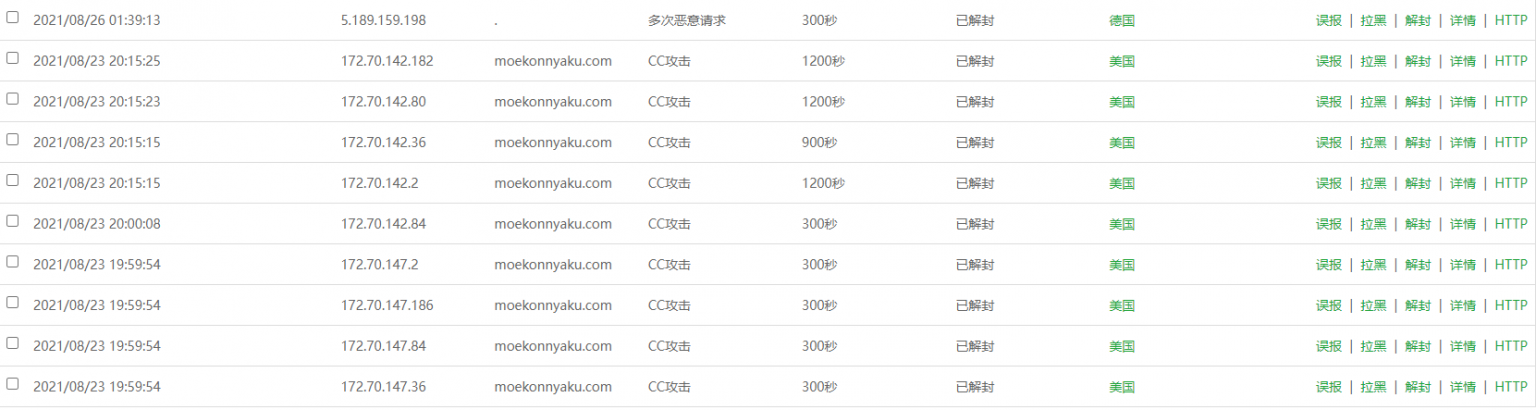 2021/08/26 01:39:13 5.189.159.198 . 多次恶意请求 300秒 已解封 德国 误报 | 拉黑 | 解封 | 详情 | HTTP
2021/08/23 20:15:25 172.70.142.182 moekonnyaku.com CC攻击 1200秒 已解封 美国 误报 | 拉黑 | 解封 | 详情 | HTTP
2021/08/23 20:15:23 172.70.142.80 moekonnyaku.com CC攻击 1200秒 已解封 美国 误报 | 拉黑 | 解封 | 详情 | HTTP
2021/08/23 20:15:15 172.70.142.36 moekonnyaku.com CC攻击 900秒 已解封 美国 误报 | 拉黑 | 解封 | 详情 | HTTP
2021/08/23 20:15:15 172.70.142.2 moekonnyaku.com CC攻击 1200秒 已解封 美国 误报 | 拉黑 | 解封 | 详情 | HTTP
2021/08/23 20:00:08 172.70.142.84 moekonnyaku.com CC攻击 300秒 已解封 美国 误报 | 拉黑 | 解封 | 详情 | HTTP
2021/08/23 19:59:54 172.70.147.2 moekonnyaku.com CC攻击 300秒 已解封 美国 误报 | 拉黑 | 解封 | 详情 | HTTP
2021/08/23 19:59:54 172.70.147.186 moekonnyaku.com CC攻击 300秒 已解封 美国 误报 | 拉黑 | 解封 | 详情 | HTTP
2021/08/23 19:59:54 172.70.147.84 moekonnyaku.com CC攻击 300秒 已解封 美国 误报 | 拉黑 | 解封 | 详情 | HTTP
2021/08/23 19:59:54 172.70.147.36 moekonnyaku.com CC攻击 300秒 已解封 美国 误报 | 拉黑 | 解封 | 详情 | HTTP